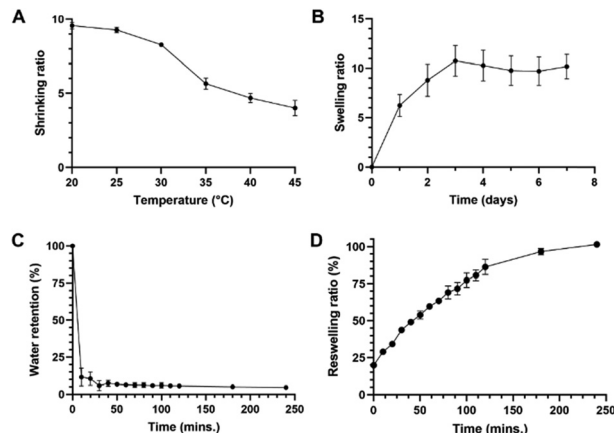 A
10
5
0
Shrinking ratio
20 25 30 35 40 45
Temperature (°C)
B
15
10
5
0
Swelling ratio
0 2 4 6 8
Time (days)
C
100
75
50
25
0
Water retention (%)
0 50 100 150 200 250
Time (mins.)
D
100
75
50
25
0
Reswelling ratio (%)
0 50 100 150 200 250
Time (mins.)